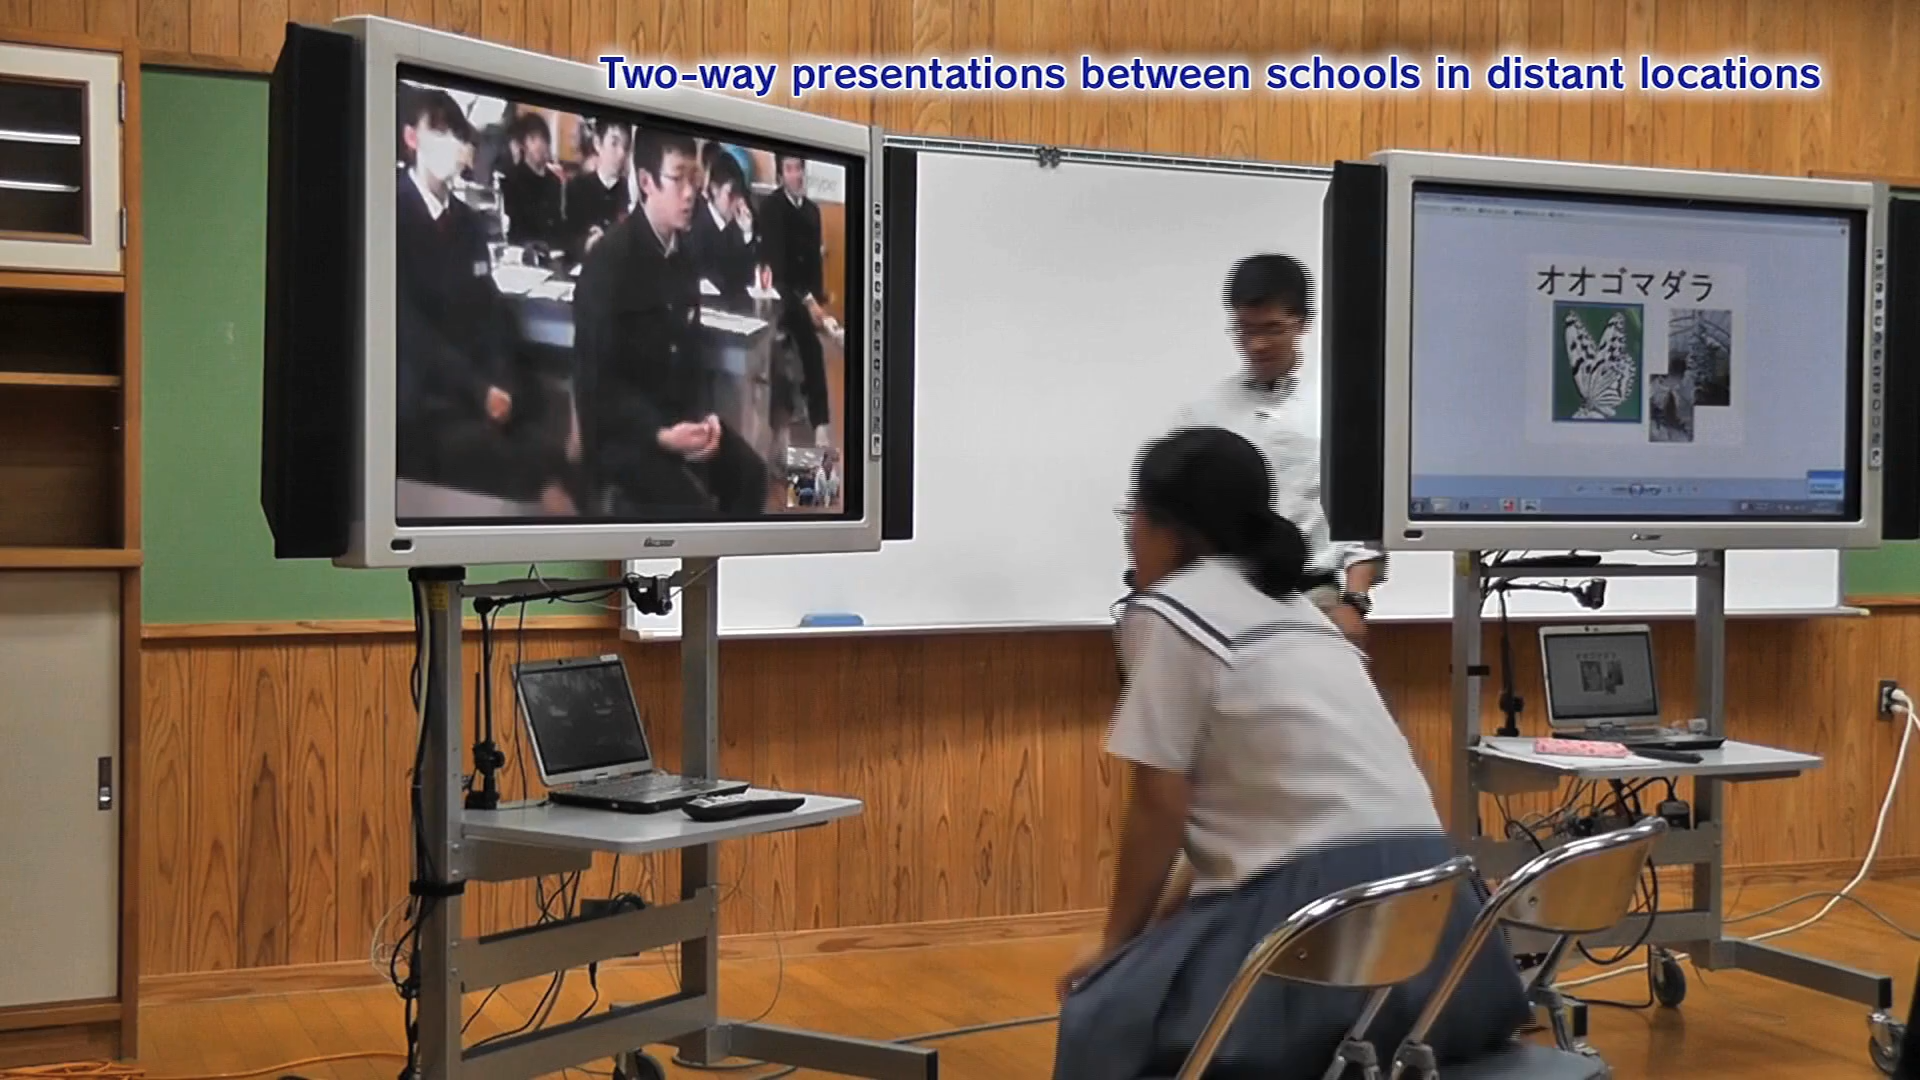 Two-way presentations between schools in distant locations
オオゴマダラ